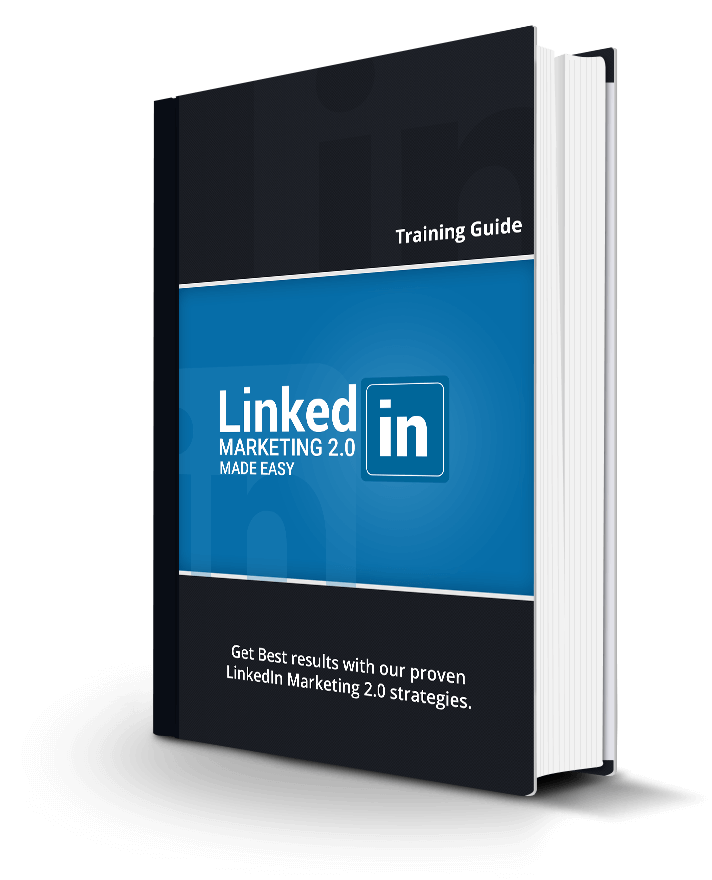 Training Guide
Linked in
MARKETING 2.0
MADE EASY
Get Best results with our proven
LinkedIn Marketing 2.0 strategies.